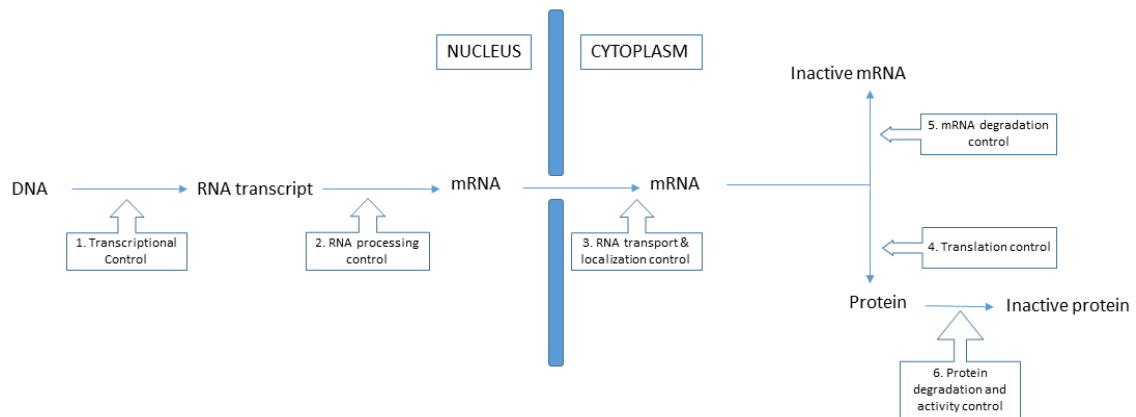 NUCLEUS
CYTOPLASM
Inactive mRNA
5. mRNA degradation
control
DNA
RNA transcript
mRNA
mRNA
1. Transcriptional
Control
2. RNA processing
control
3. RNA transport &
localization control
4. Translation control
Protein
Inactive protein
6. Protein
degradation and
activity control